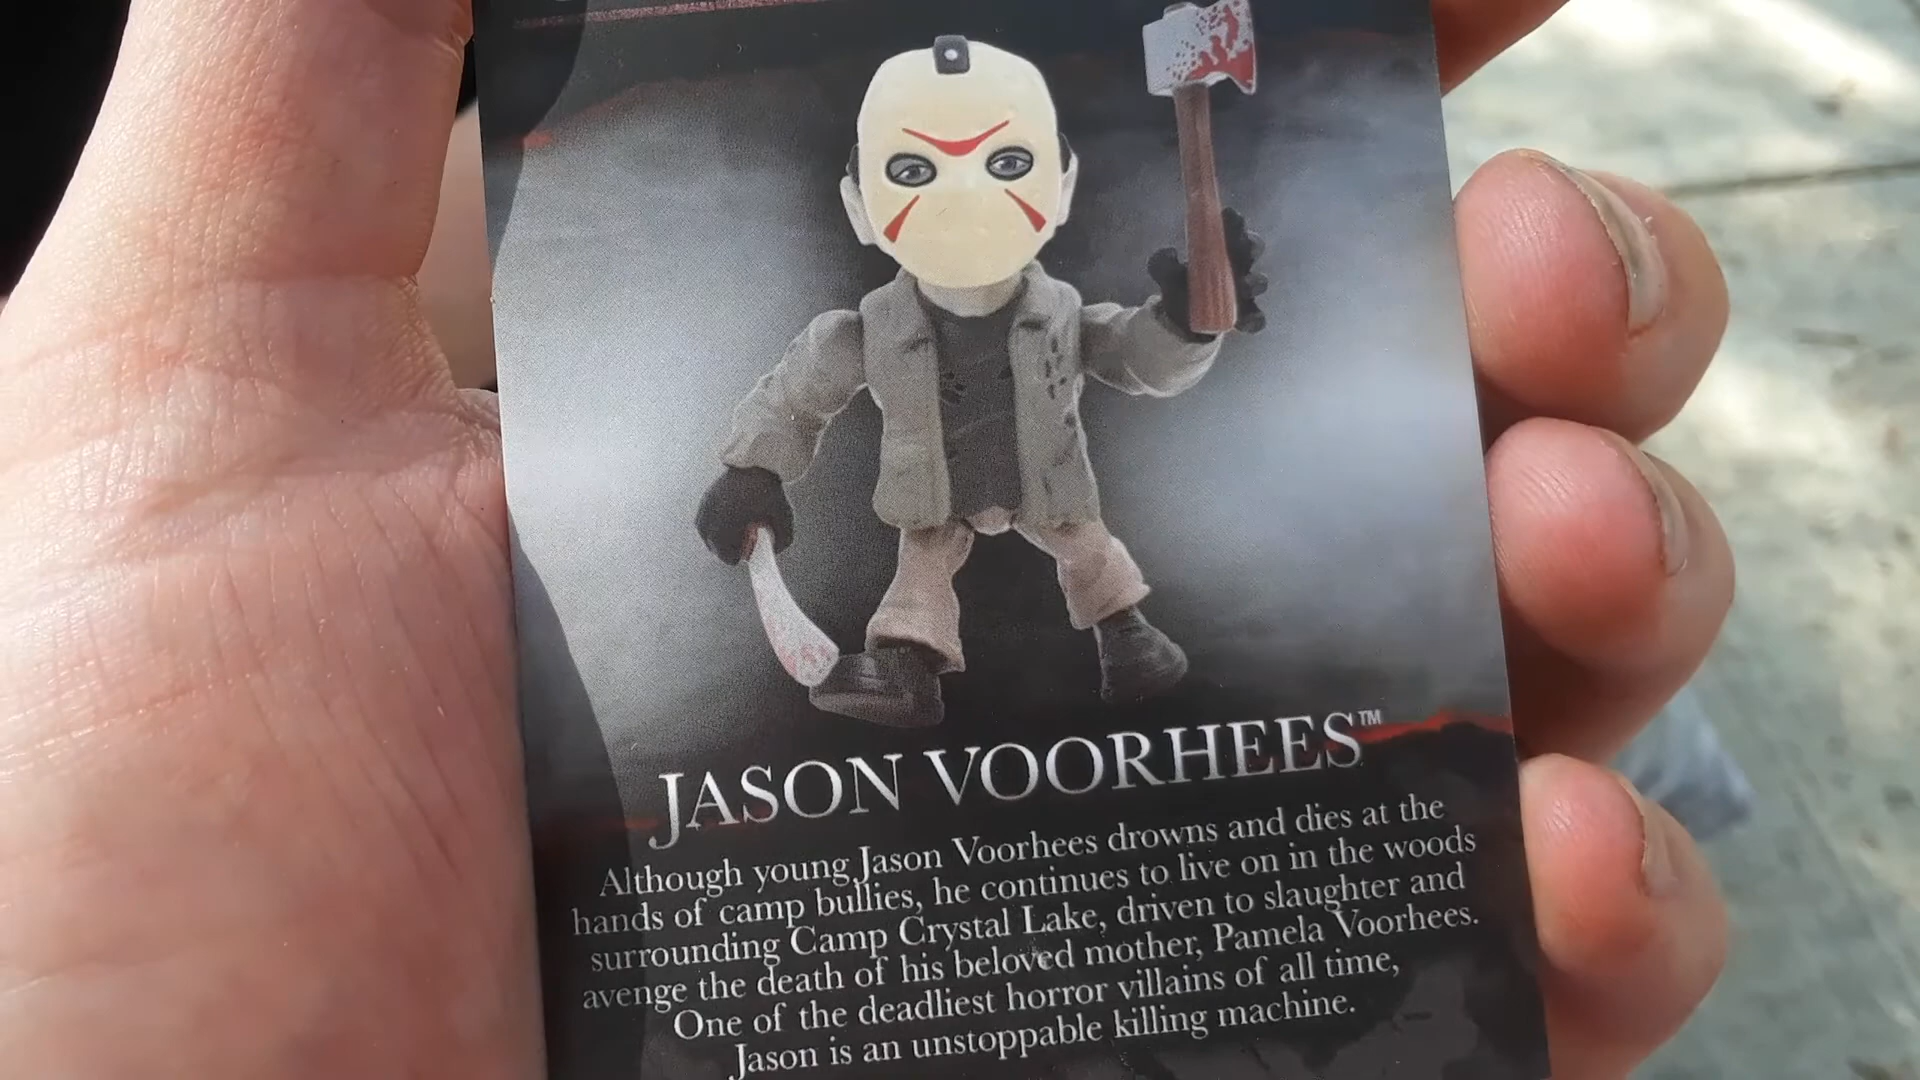 JASON VOORHEES™
Although young Jason Voorhees drowns and dies at the
hands of camp bullies, he continues to live on in the woods
surrounding Camp Crystal Lake, driven to slaughter and
avenge the death of his beloved mother, Pamela Voorhees.
One of the deadliest horror villains of all time,
Jason is an unstoppable killing machine.